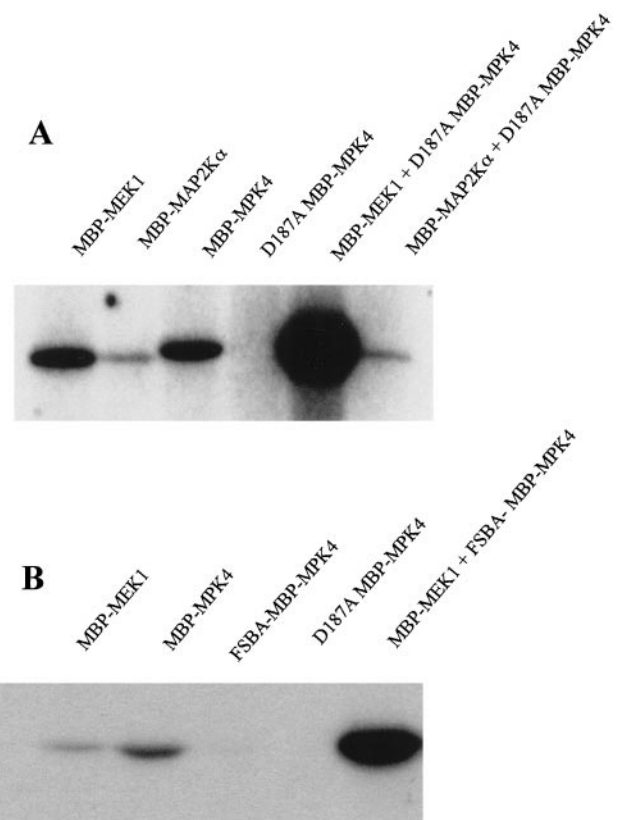 A
MBP-MEK1
MBP-MAP2Kα
MBP-MPK4
D187A MBP-MPK4
MBP-MEK1 + D187A MBP-MPK4
MBP-MAP2Kα + D187A MBP-MPK4
B
MBP-MEK1
MBP-MPK4
FSBA-MBP-MPK4
D187A MBP-MPK4
MBP-MEK1 + FSBA- MBP-MPK4